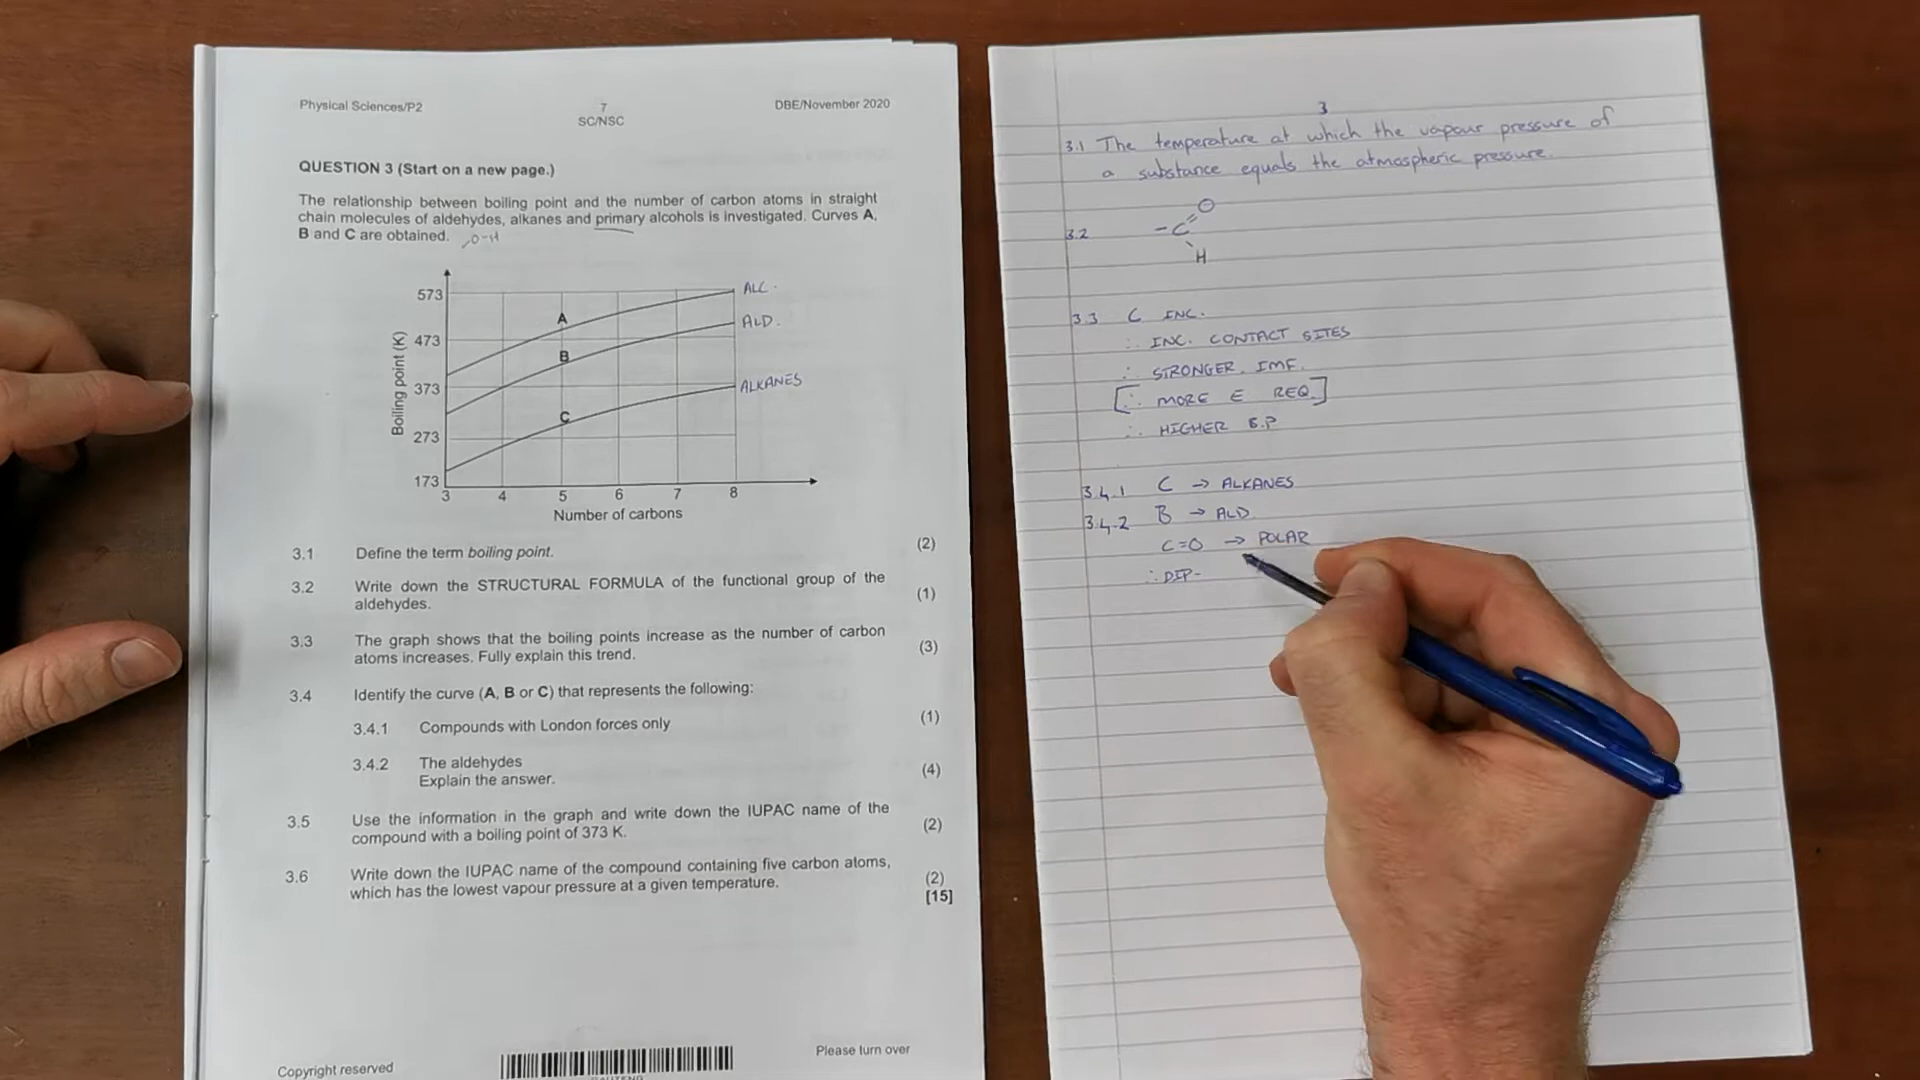 Physical Sciences/P2
7
SC/NSC
DBE/November 2020
QUESTION 3 (Start on a new page.)
The relationship between boiling point and the number of carbon atoms in straight
chain molecules of aldehydes, alkanes and primary alcohols is investigated. Curves A,
B and C are obtained.
O-H
Boiling point (K)
573
473
373
273
173
A
B
C
ALC.
ALD.
ALKANES
3 4 5 6 7 8
Number of carbons
3.1 Define the term boiling point. (2)
3.2 Write down the STRUCTURAL FORMULA of the functional group of the
aldehydes. (1)
3.3 The graph shows that the boiling points increase as the number of carbon
atoms increases. Fully explain this trend. (3)
3.4 Identify the curve (A, B or C) that represents the following:
3.4.1 Compounds with London forces only (1)
3.4.2 The aldehydes
Explain the answer. (4)
3.5 Use the information in the graph and write down the IUPAC name of the
compound with a boiling point of 373 K. (2)
3.6 Write down the IUPAC name of the compound containing five carbon atoms,
which has the lowest vapour pressure at a given temperature. (2)
[15]
Copyright reserved
Please turn over
3
3.1 The temperature at which the vapour pressure of
a substance equals the atmospheric pressure.
3.2 -C=O
H
3.3 C INC.
∴ INC. CONTACT SITES
∴ STRONGER IMF.
[∴ MORE E REQ.]
∴ HIGHER B.P
3.4.1 C → ALKANES
3.4.2 B → ALD.
C=O → POLAR
∴ DIP-